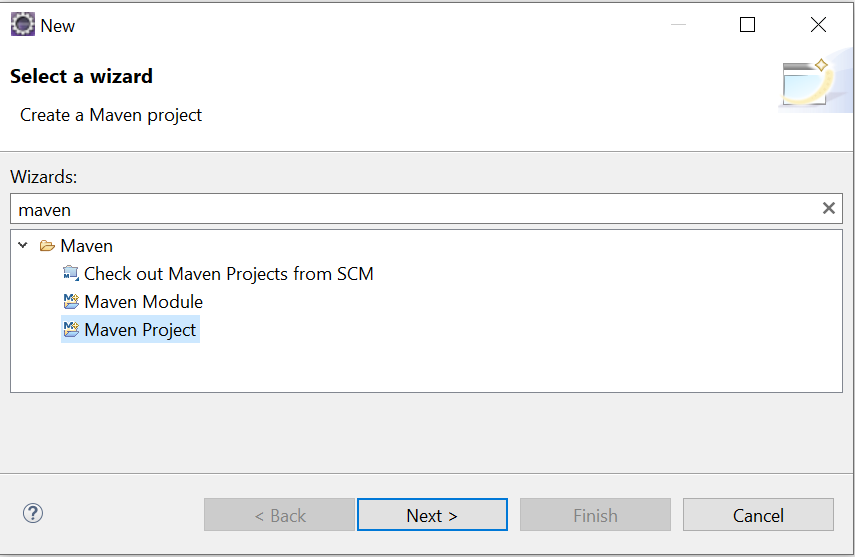 New
Select a wizard
Create a Maven project
Wizards:
maven
Maven
Check out Maven Projects from SCM
Maven Module
Maven Project
< Back
Next >
Finish
Cancel